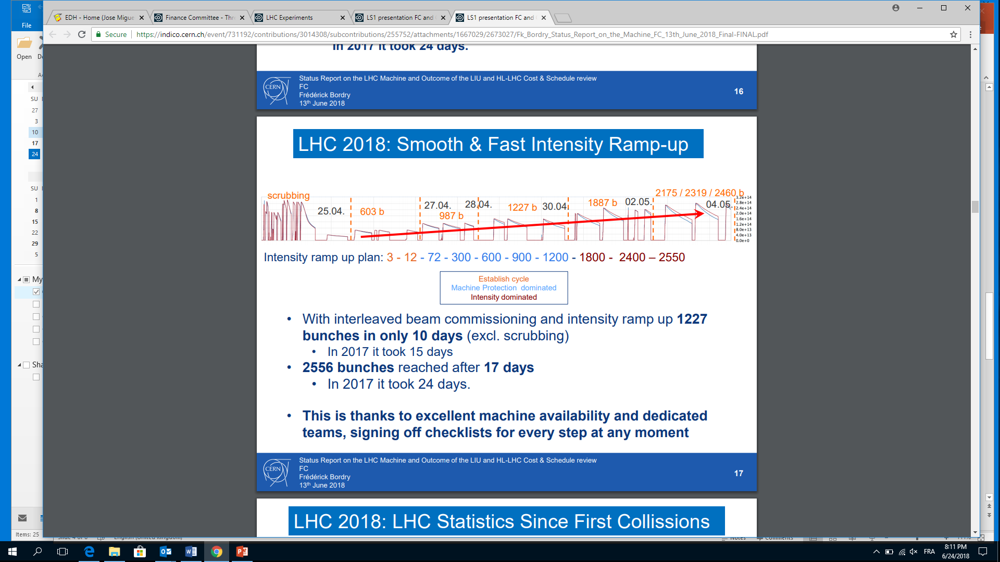 File
EDH - Home (Jose Migue
Finance Committee - Thr
LHC Experiments
LS1 presentation FC and
LS1 presentation FC and
Secure
https://indico.cern.ch/event/731192/contributions/3014308/subcontributions/255752/attachments/1667029/2673027/Fk_Bordry_Status_Report_on_the_Machine_FC_13th_June_2018_Final-FINAL.pdf
Open
SU
27
3
10
17
24
SU
1
8
15
22
29
5
My
Sha
Items: 25
In 2017 it took 24 days.
CERN
Status Report on the LHC Machine and Outcome of the LIU and HL-LHC Cost & Schedule review
FC
Frédérick Bordry
13th June 2018
16
LHC 2018: Smooth & Fast Intensity Ramp-up
scrubbing
25.04.
603 b
27.04.
987 b
28.04.
1227 b
30.04.
1887 b
02.05.
2175 / 2319 / 2460 b
04.05.
3.2e+14
2.8e+14
2.4e+14
2.0e+14
1.6e+14
1.2e+14
8.0e+13
4.0e+13
0.0e+0
Intensity ramp up plan: 3 - 12 - 72 - 300 - 600 - 900 - 1200 - 1800 - 2400 – 2550
Establish cycle
Machine Protection dominated
Intensity dominated
• With interleaved beam commissioning and intensity ramp up 1227
bunches in only 10 days (excl. scrubbing)
• In 2017 it took 15 days
• 2556 bunches reached after 17 days
• In 2017 it took 24 days.
• This is thanks to excellent machine availability and dedicated
teams, signing off checklists for every step at any moment
CERN
Status Report on the LHC Machine and Outcome of the LIU and HL-LHC Cost & Schedule review
FC
Frédérick Bordry
13th June 2018
17
LHC 2018: LHC Statistics Since First Collissions
FRA
8:11 PM
6/24/2018